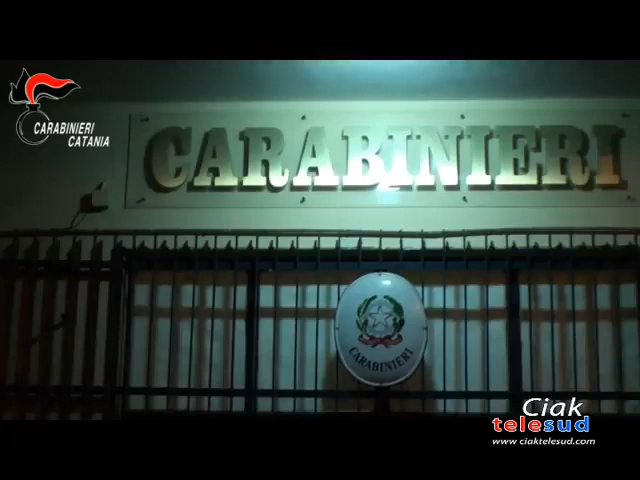 CARABINIERI
CATANIA
CARABINIERI
CARABINIERI
Ciak
telesud
www.ciaktelesud.com